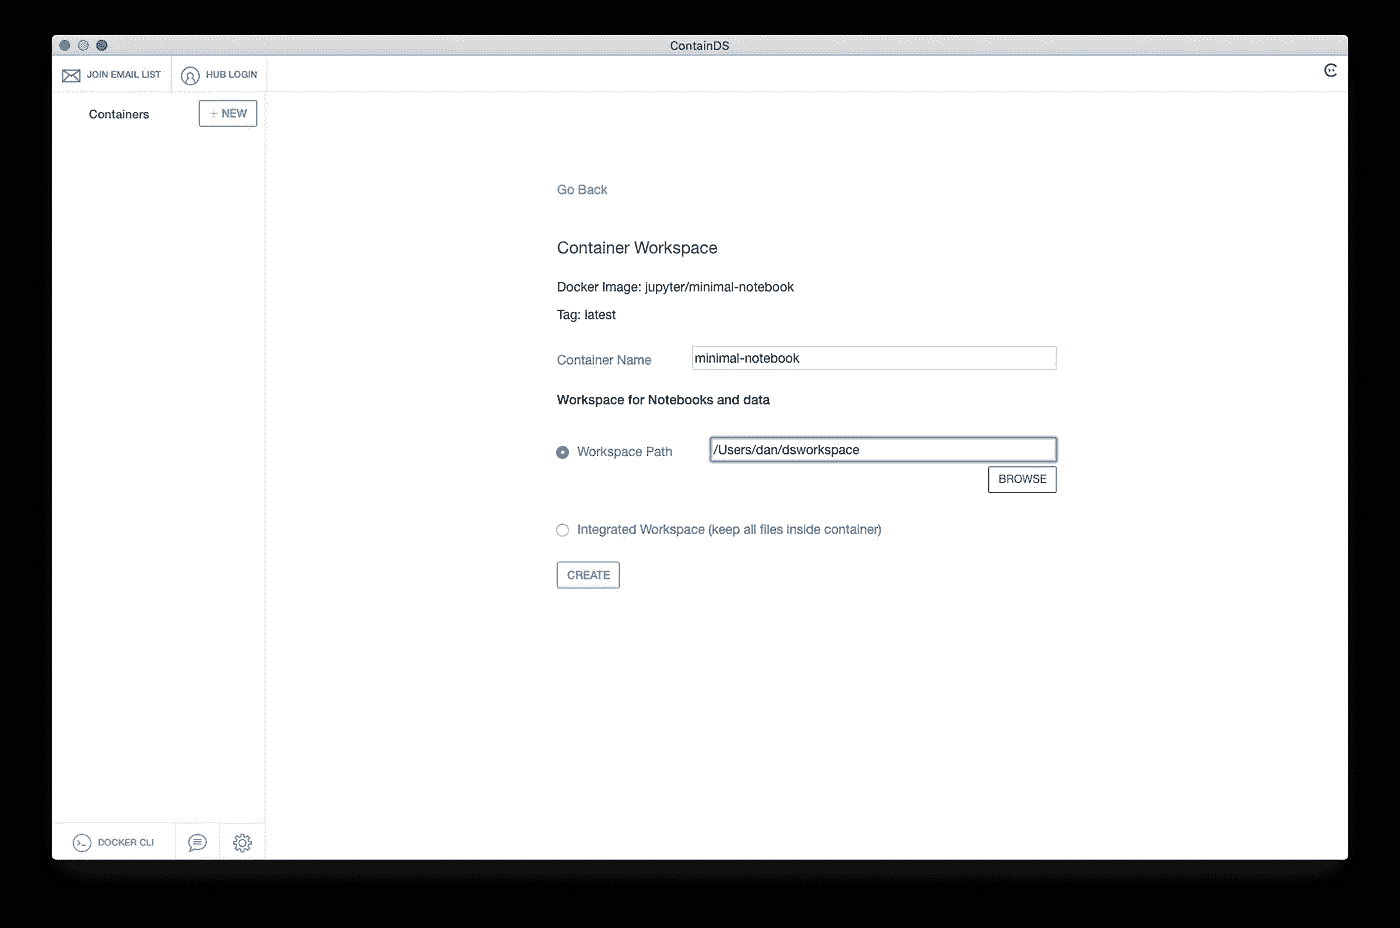 ContainDS
JOIN EMAIL LIST
HUB LOGIN
Containers
+ NEW
Go Back
Container Workspace
Docker Image: jupyter/minimal-notebook
Tag: latest
Container Name
minimal-notebook
Workspace for Notebooks and data
Workspace Path
/Users/dan/dsworkspace
BROWSE
Integrated Workspace (keep all files inside container)
CREATE
DOCKER CLI